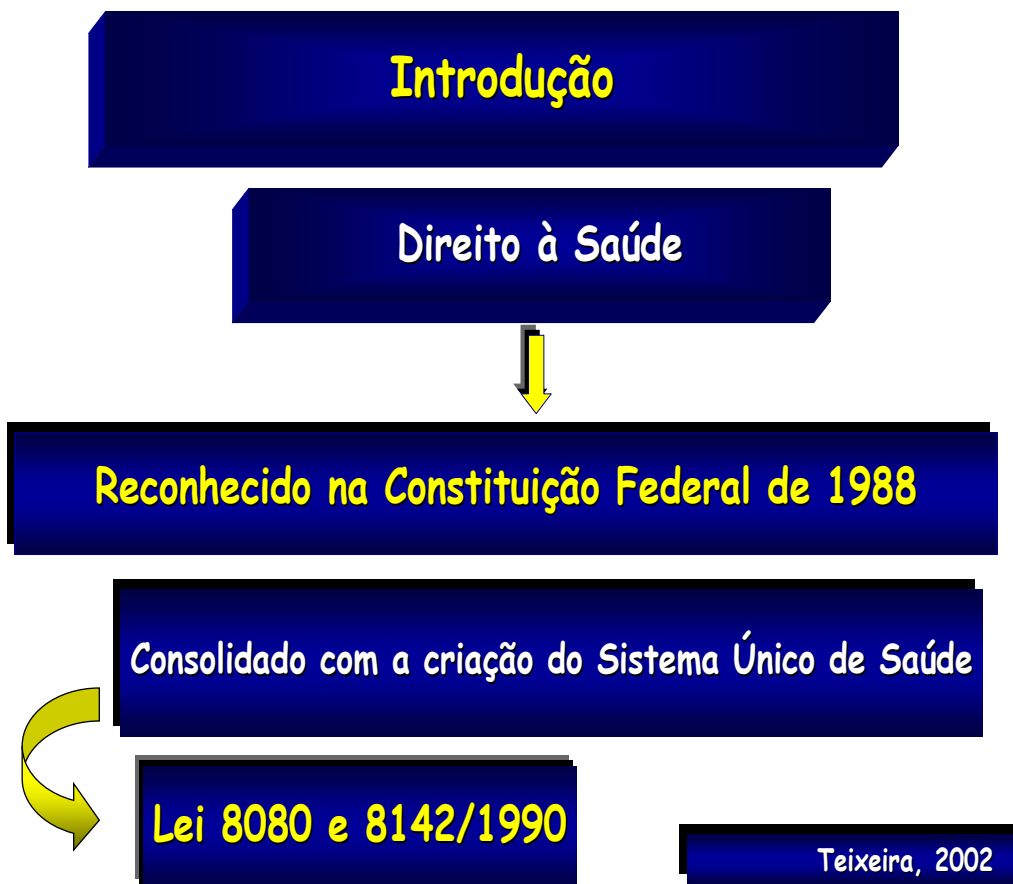 Introdução
Direito à Saúde
Reconhecido na Constituição Federal de 1988
Consolidado com a criação do Sistema Único de Saúde
Lei 8080 e 8142/1990
Teixeira, 2002